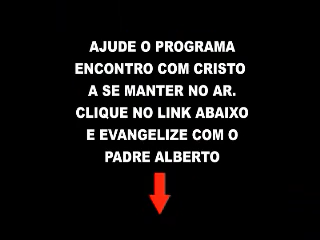 AJUDE O PROGRAMA
ENCONTRO COM CRISTO
A SE MANTER NO AR.
CLIQUE NO LINK ABAIXO
E EVANGELIZE COM O
PADRE ALBERTO